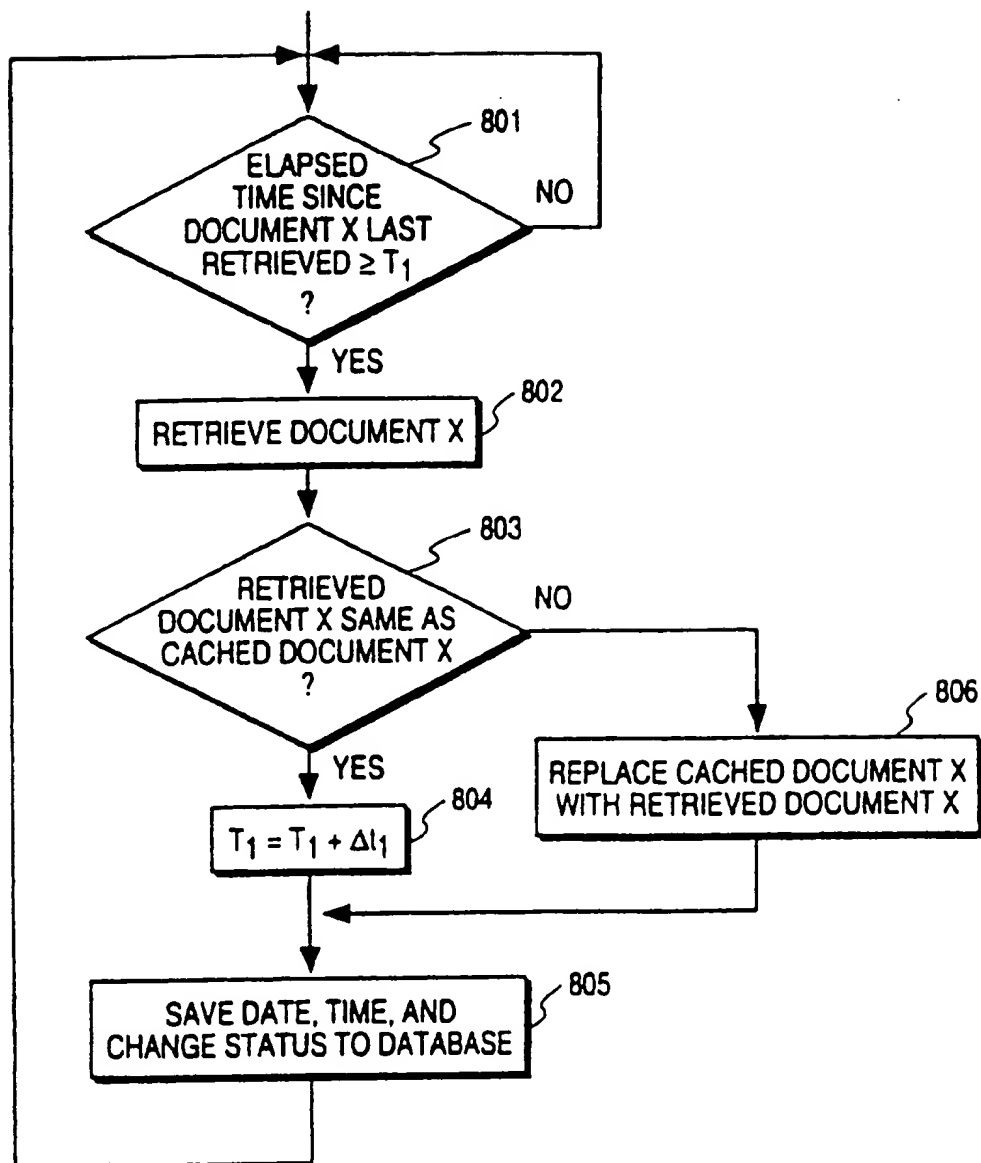 801
ELAPSED
TIME SINCE
DOCUMENT X LAST
RETRIEVED ≥ T1
?
NO
YES
802
RETRIEVE DOCUMENT X
803
RETRIEVED
DOCUMENT X SAME AS
CACHED DOCUMENT X
?
NO
YES
806
REPLACE CACHED DOCUMENT X
WITH RETRIEVED DOCUMENT X
804
T1 = T1 + Δt1
805
SAVE DATE, TIME, AND
CHANGE STATUS TO DATABASE